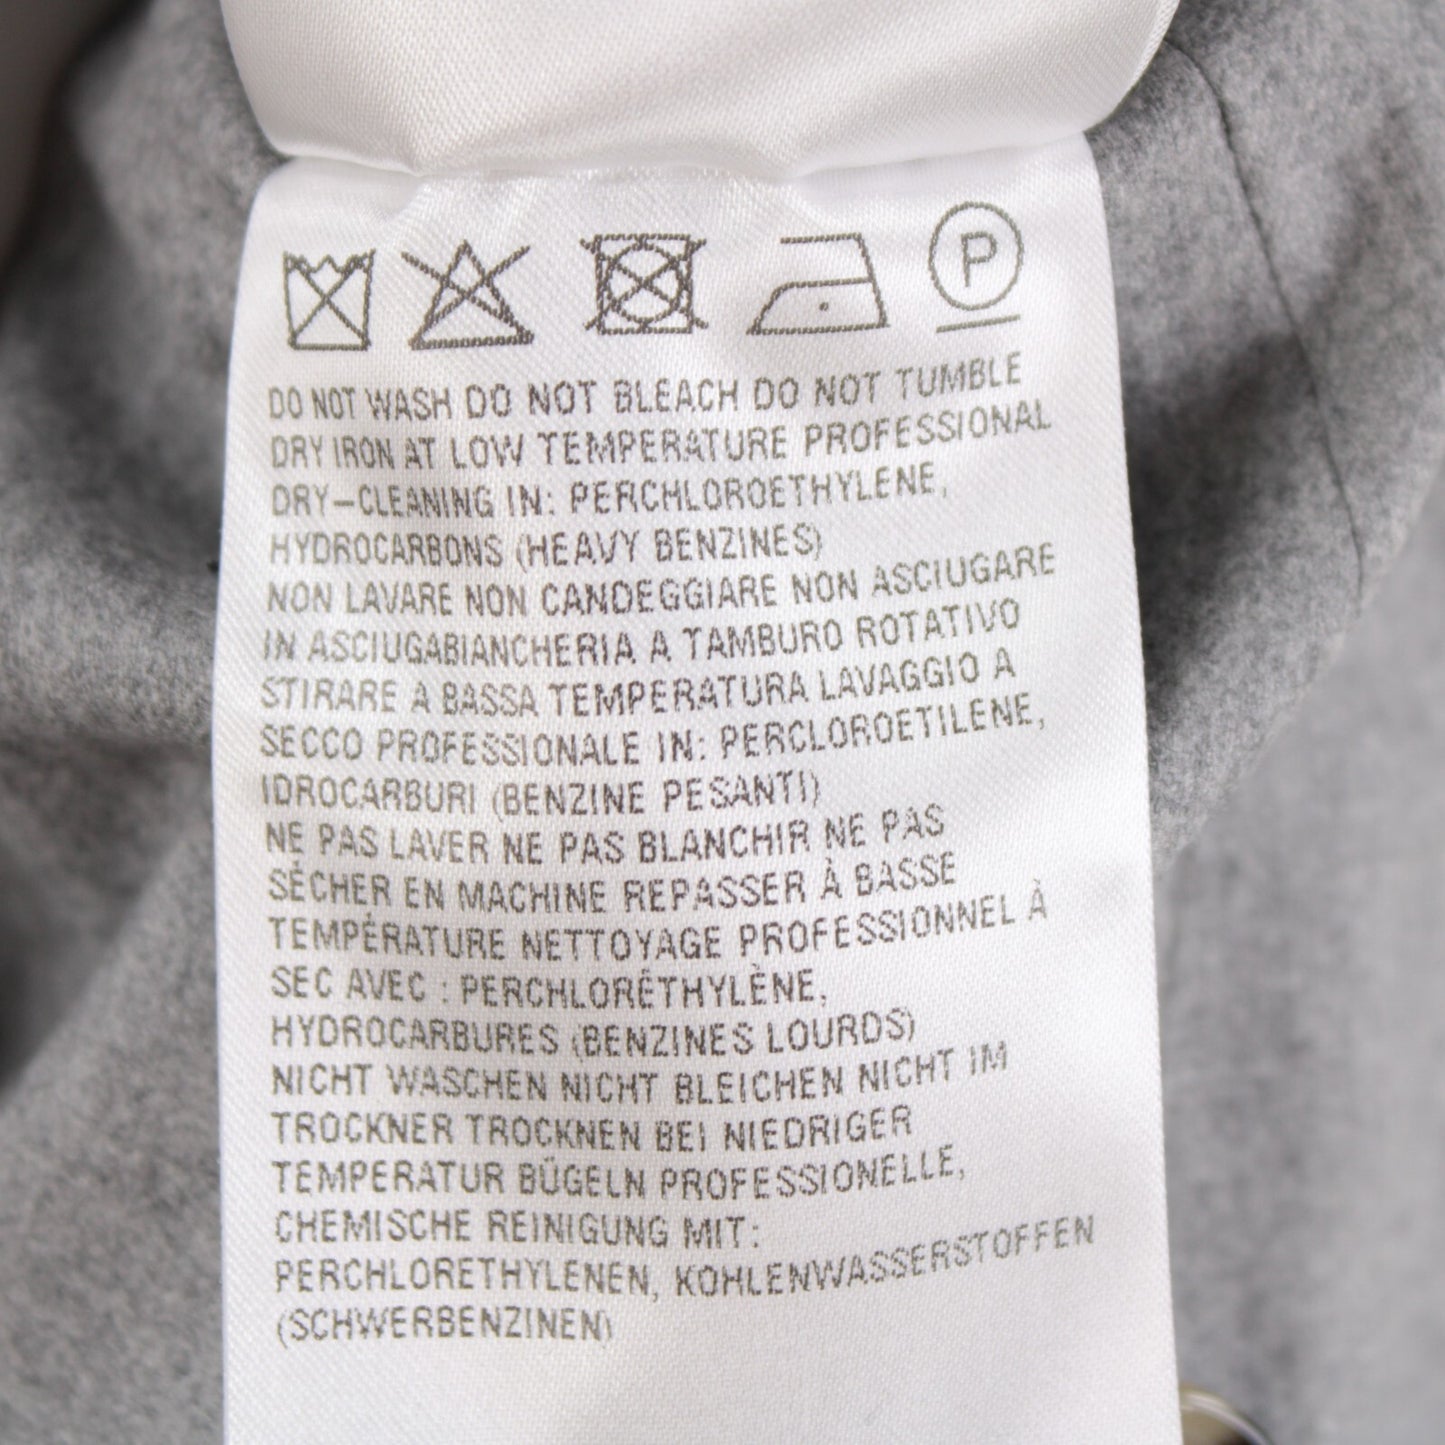 P
DO NOT WASH DO NOT BLEACH DO NOT TUMBLE
DRY IRON AT LOW TEMPERATURE PROFESSIONAL
DRY-CLEANING IN: PERCHLOROETHYLENE,
HYDROCARBONS (HEAVY BENZINES)
NON LAVARE NON CANDEGGIARE NON ASCIUGARE
IN ASCIUGABIANCHERIA A TAMBURO ROTATIVO
STIRARE A BASSA TEMPERATURA LAVAGGIO A
SECCO PROFESSIONALE IN: PERCLOROETILENE,
IDROCARBURI (BENZINE PESANTI)
NE PAS LAVER NE PAS BLANCHIR NE PAS
SÉCHER EN MACHINE REPASSER À BASSE
TEMPÉRATURE NETTOYAGE PROFESSIONNEL À
SEC AVEC : PERCHLORÉTHYLÈNE,
HYDROCARBURES (BENZINES LOURDS)
NICHT WASCHEN NICHT BLEICHEN NICHT IM
TROCKNER TROCKNEN BEI NIEDRIGER
TEMPERATUR BÜGELN PROFESSIONELLE,
CHEMISCHE REINIGUNG MIT:
PERCHLORETHYLENEN, KOHLENWASSERSTOFFEN
(SCHWERBENZINEN)